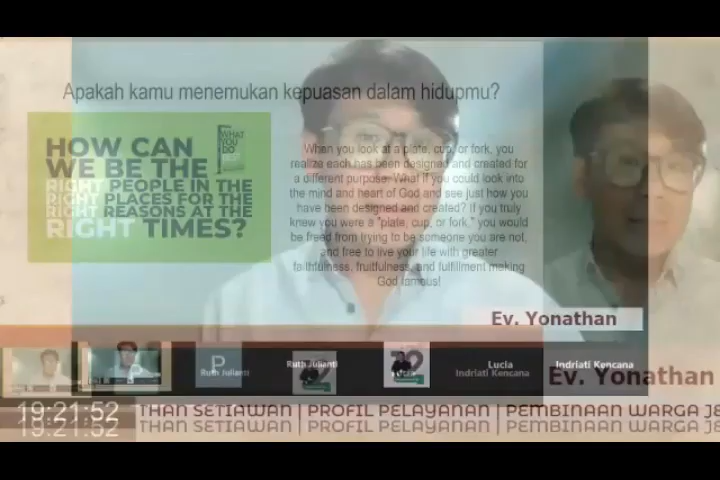 Apakah kamu menemukan kepuasan dalam hidupmu?
HOW CAN
WE BE THE
RIGHT PEOPLE IN THE
RIGHT PLACES FOR THE
RIGHT REASONS AT THE
RIGHT TIMES?
WHAT
YOU
DO
When you look at a plate, cup, or fork, you
realize each has been designed and created for
a different purpose. What if you could look into
the mind and heart of God and see just how you
have been designed and created? If you truly
knew you were a "plate, cup, or fork," you would
be freed from trying to be someone you are not,
and free to live your life with greater
faithfulness, fruitfulness, and fulfillment making
God famous!
Ev. Yonathan
P
Ruth Julianti
Ruth Julianti
Lucia
Indriati Kencana
Indriati Kencana
Ev. Yonathan
19:21:52
19:21:52
THAN SETIAWAN | PROFIL PELAYANAN | PEMBINAAN WARGA J
THAN SETIAWAN | PROFIL PELAYANAN | PEMBINAAN WARGA J